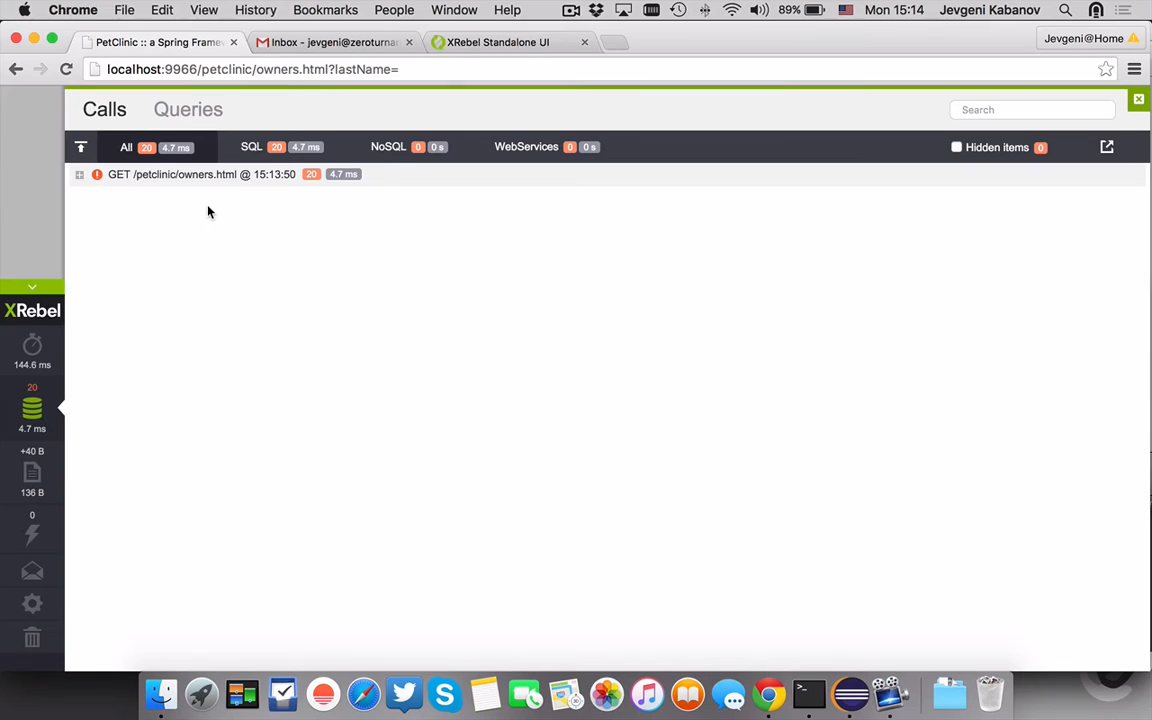 Chrome File Edit View History Bookmarks People Window Help 89% Mon 15:14 Jevgeni Kabanov
PetClinic :: a Spring Frame Inbox - jevgeni@zeroturna XRebel Standalone UI Jevgeni@Home
localhost:9966/petclinic/owners.html?lastName=
Calls Queries Search
All 20 4.7 ms SQL 20 4.7 ms NoSQL 0 0 s WebServices 0 0 s Hidden items 0
GET /petclinic/owners.html @ 15:13:50 20 4.7 ms
XRebel
144.6 ms
20
4.7 ms
+40 B
136 B
0